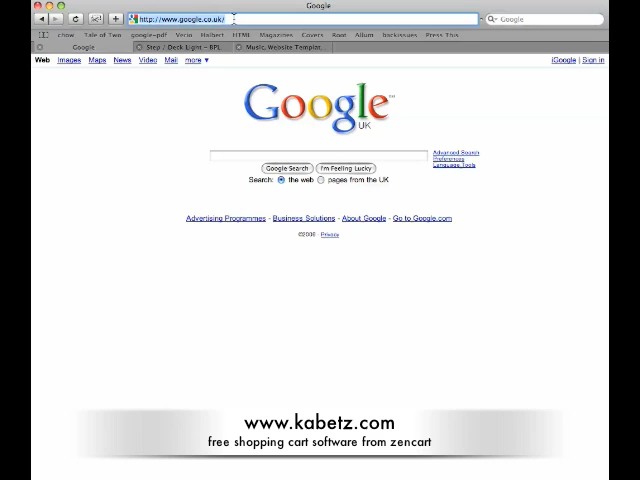 Google
http://www.google.co.uk/
Google
chow Tale of Two google-pdf Verio Halbert HTML Magazines Covers Root Album backissues Press This
Google Step / Deck Light – BPL Music, Website Templat...
Web Images Maps News Video Mail more ▼ iGoogle | Sign in
Google™
UK
Advanced Search
Preferences
Language Tools
Google Search I'm Feeling Lucky
Search: the web pages from the UK
Advertising Programmes - Business Solutions - About Google - Go to Google.com
©2008 - Privacy
www.kabetz.com
free shopping cart software from zencart